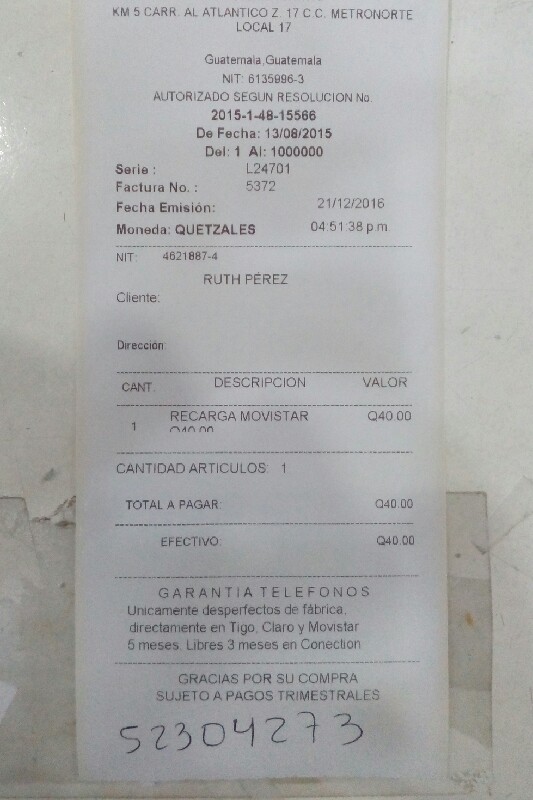 KM 5 CARR. AL ATLANTICO Z. 17 C.C. METRONORTE
LOCAL 17
Guatemala,Guatemala
NIT: 6135996-3
AUTORIZADO SEGUN RESOLUCION No.
2015-1-48-15566
De Fecha: 13/08/2015
Del: 1 Al: 1000000
Serie : L24701
Factura No. : 5372
Fecha Emisión: 21/12/2016
Moneda: QUETZALES 04:51:38 p.m.
NIT: 4621887-4
RUTH PÉREZ
Cliente:
Dirección:
CANT. DESCRIPCION VALOR
1 RECARGA MOVISTAR Q40.00
Q40.00
CANTIDAD ARTICULOS: 1
TOTAL A PAGAR: Q40.00
EFECTIVO: Q40.00
GARANTIA TELEFONOS
Unicamente desperfectos de fábrica,
directamente en Tigo, Claro y Movistar
5 meses. Libres 3 meses en Conection
GRACIAS POR SU COMPRA
SUJETO A PAGOS TRIMESTRALES
52304273